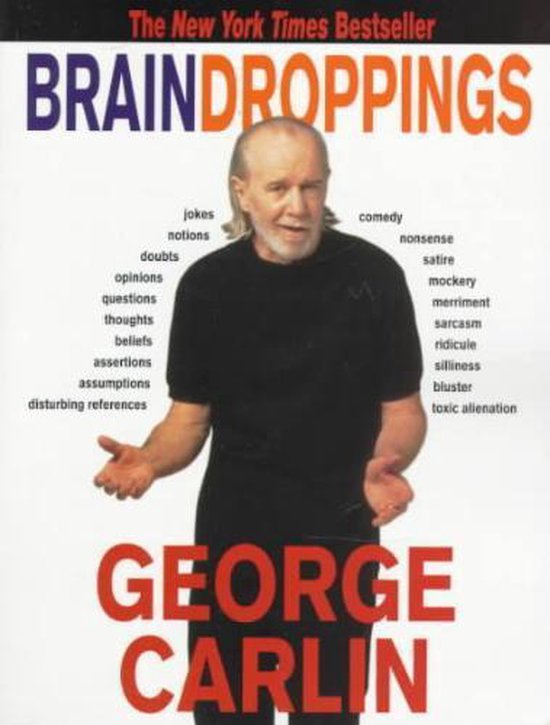 The New York Times Bestseller
BRAINDROPPINGS
jokes
notions
doubts
opinions
questions
thoughts
beliefs
assertions
assumptions
disturbing references
comedy
nonsense
satire
mockery
merriment
sarcasm
ridicule
silliness
bluster
toxic alienation
GEORGE
CARLIN